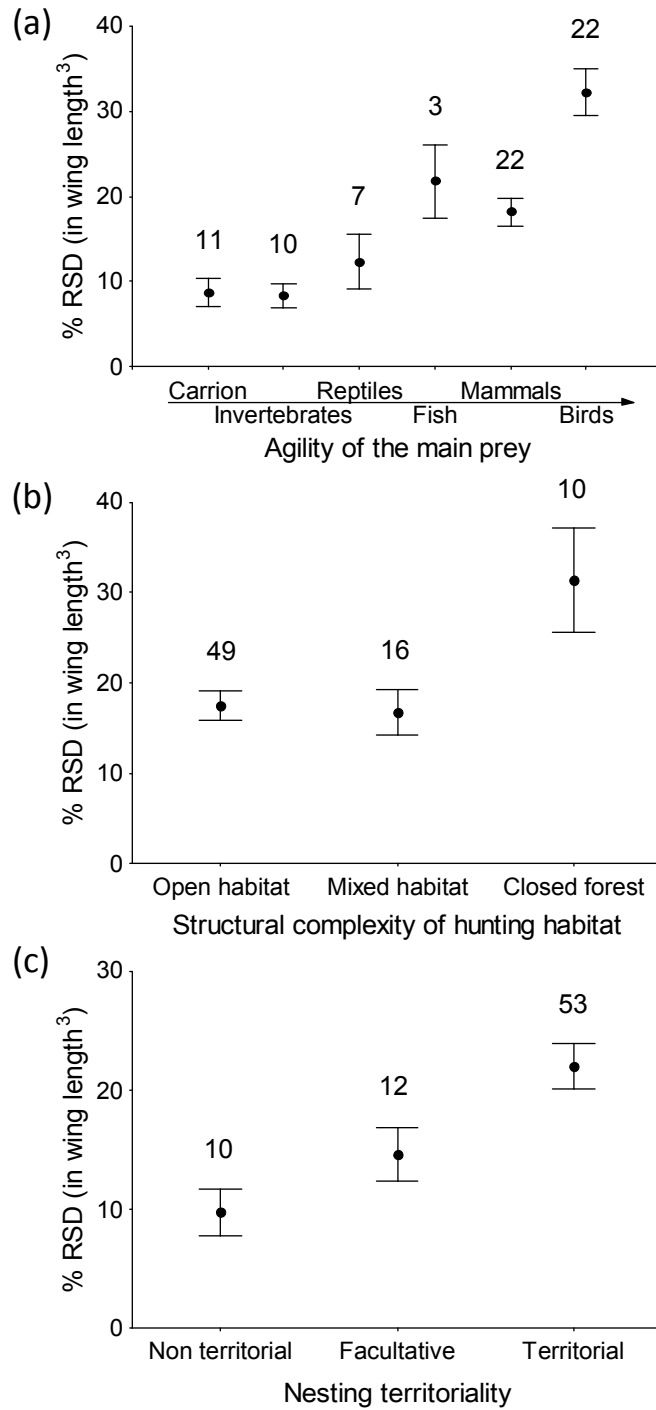 (a)
% RSD (in wing length³)
40
30
20
10
0
11
10
7
3
22
22
Carrion
Reptiles
Mammals
Invertebrates
Fish
Birds
Agility of the main prey
(b)
% RSD (in wing length³)
40
30
20
10
0
49
16
10
Open habitat
Mixed habitat
Closed forest
Structural complexity of hunting habitat
(c)
% RSD (in wing length³)
30
20
10
0
10
12
53
Non territorial
Facultative
Territorial
Nesting territoriality